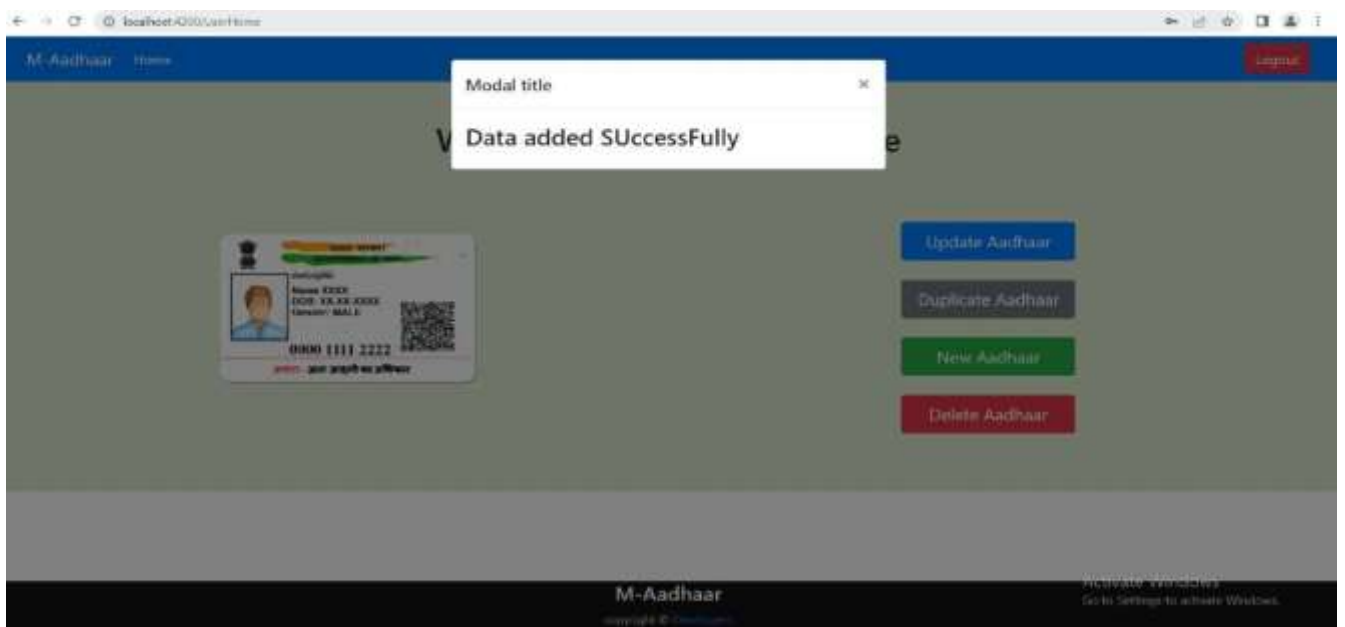 localhost:4200/UserHome
M-Aadhaar Home
Logout
Modal title ×
Data added SUccessFully
Update Aadhaar
Duplicate Aadhaar
New Aadhaar
Delete Aadhaar
Name XXXX
DOB: XX-XX-XXXX
Gender: MALE
0000 1111 2222
M-Aadhaar
copyright ©
Activate Windows
Go to Settings to activate Windows.